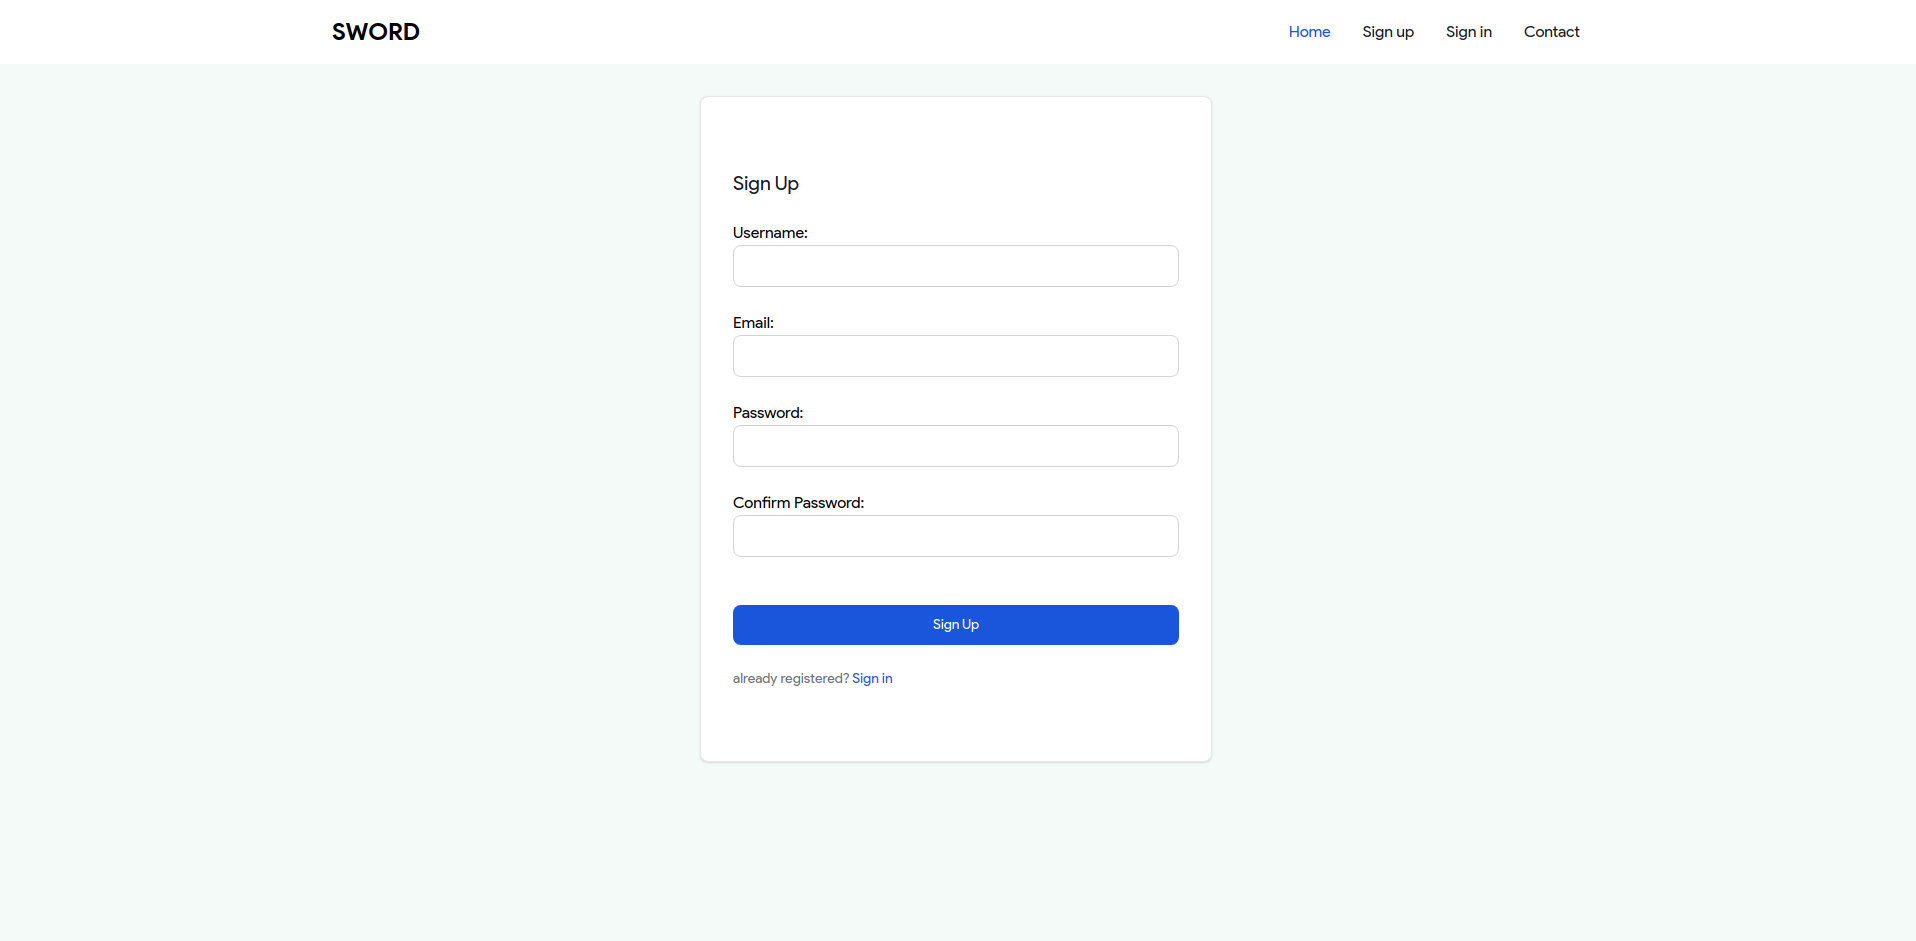 SWORD
Home Sign up Sign in Contact
Sign Up
Username:
Email:
Password:
Confirm Password:
Sign Up
already registered? Sign in